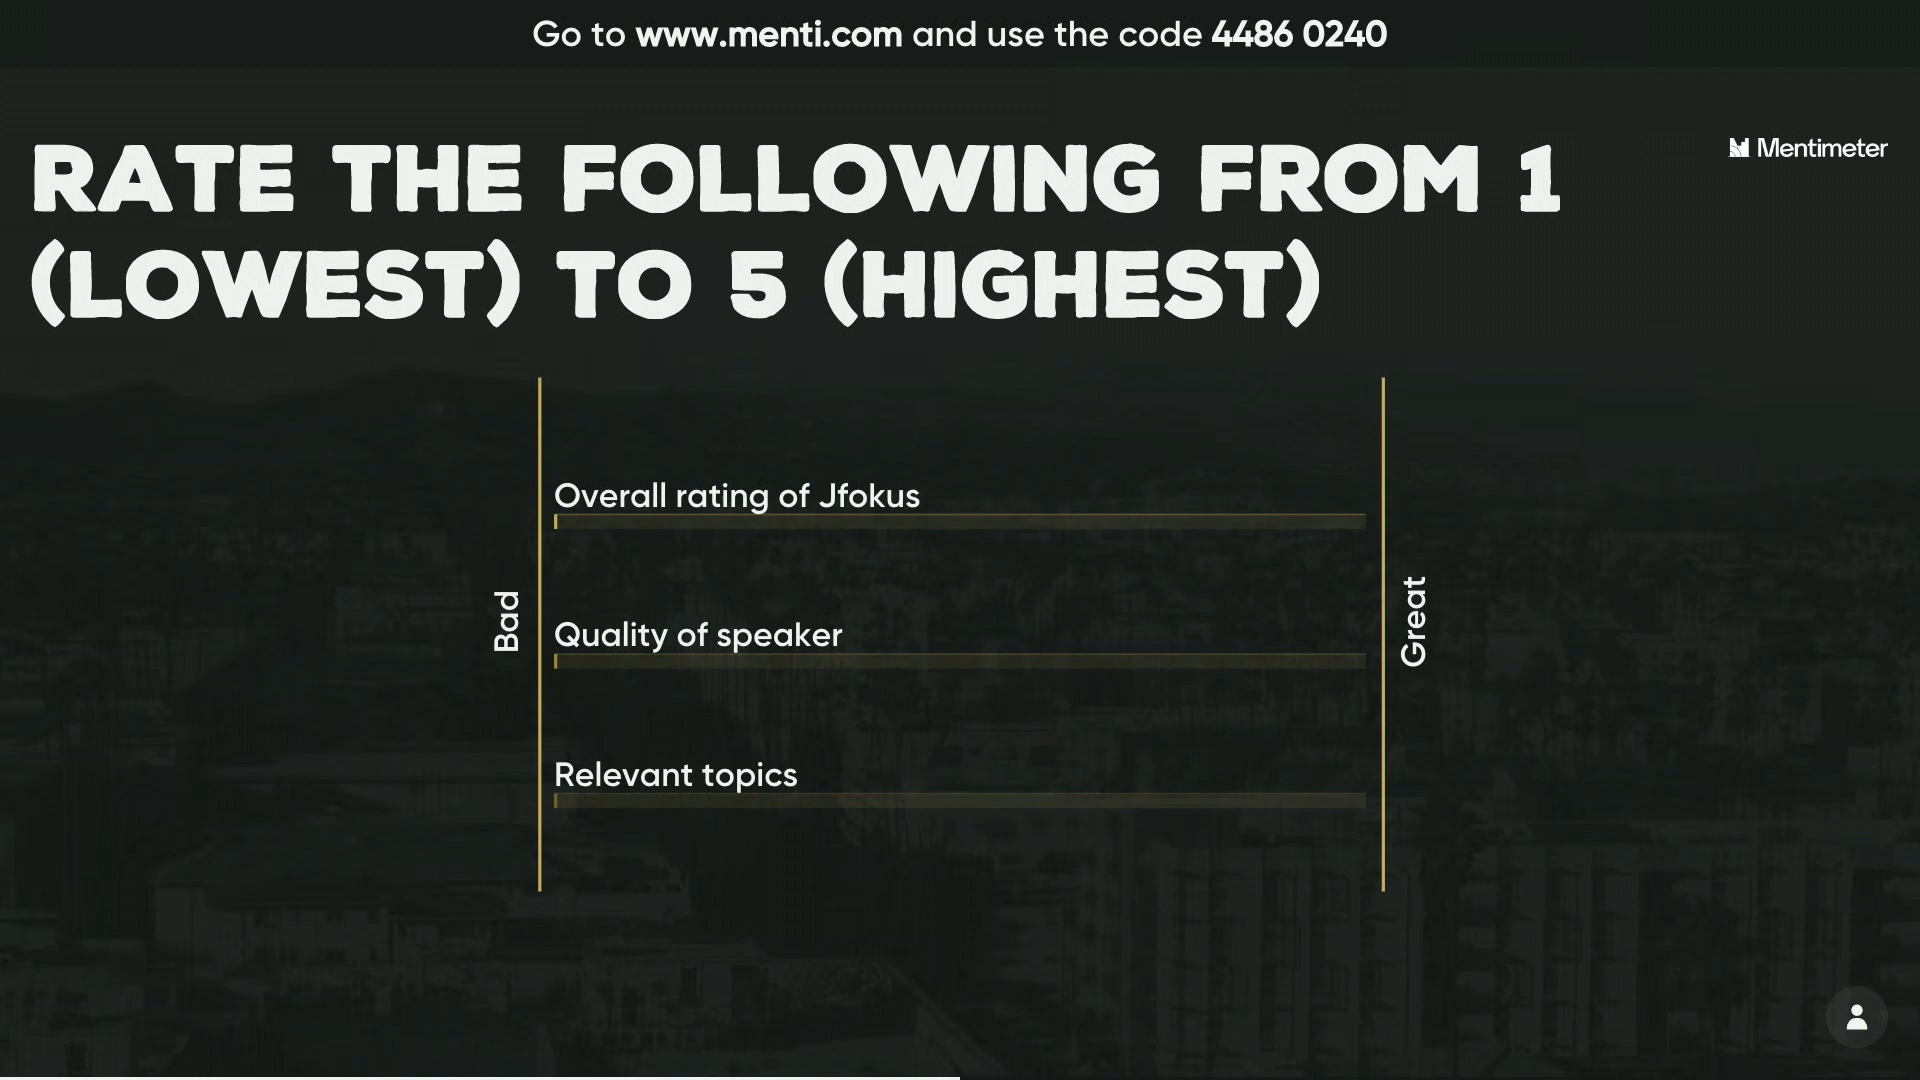 Go to www.menti.com and use the code 4486 0240
RATE THE FOLLOWING FROM 1
(LOWEST) TO 5 (HIGHEST)
Mentimeter
Overall rating of Jfokus
Bad
Quality of speaker
Great
Relevant topics